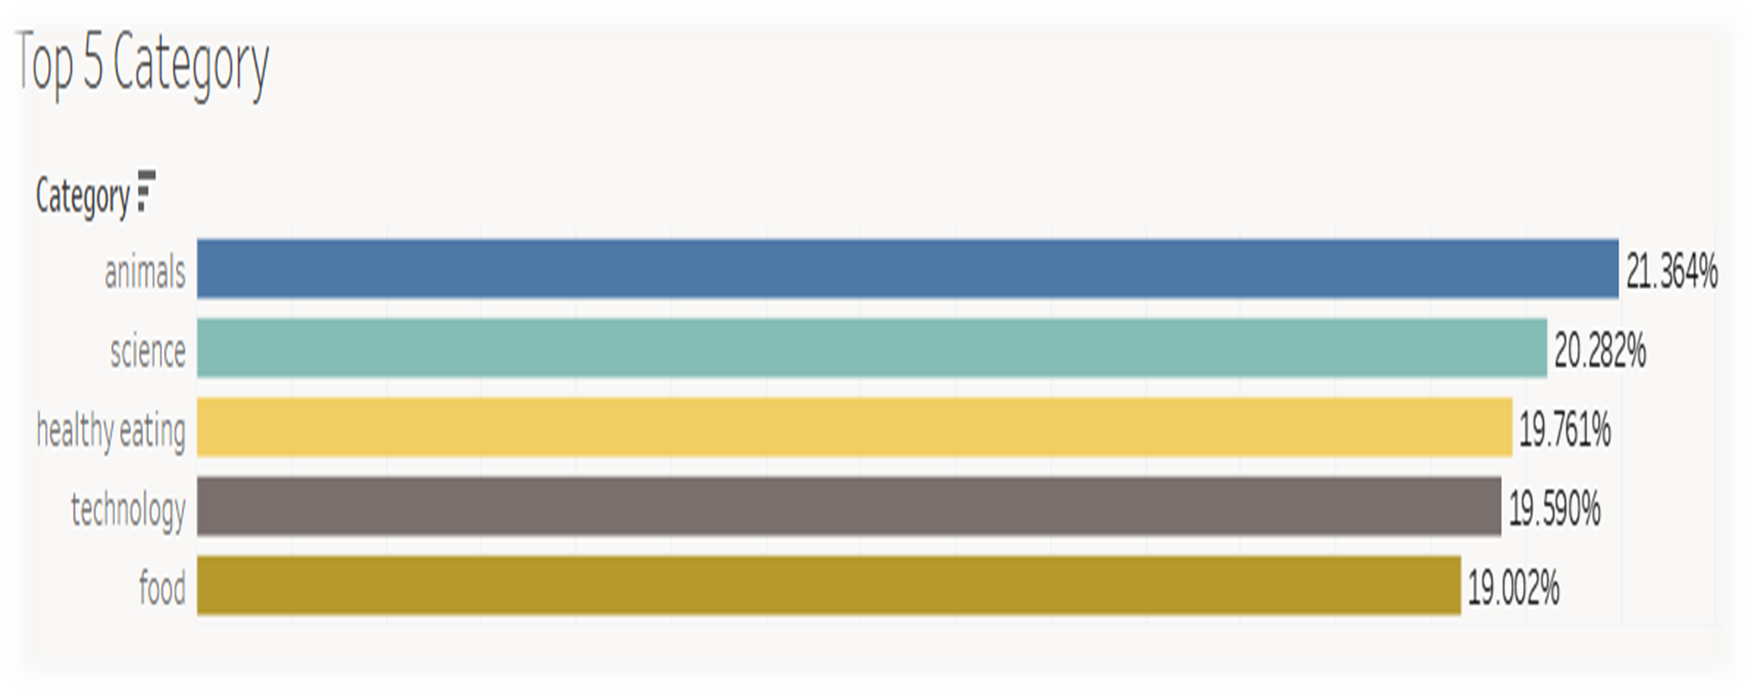 Top 5 Category
Category
animals 21.364%
science 20.282%
healthy eating 19.761%
technology 19.590%
food 19.002%